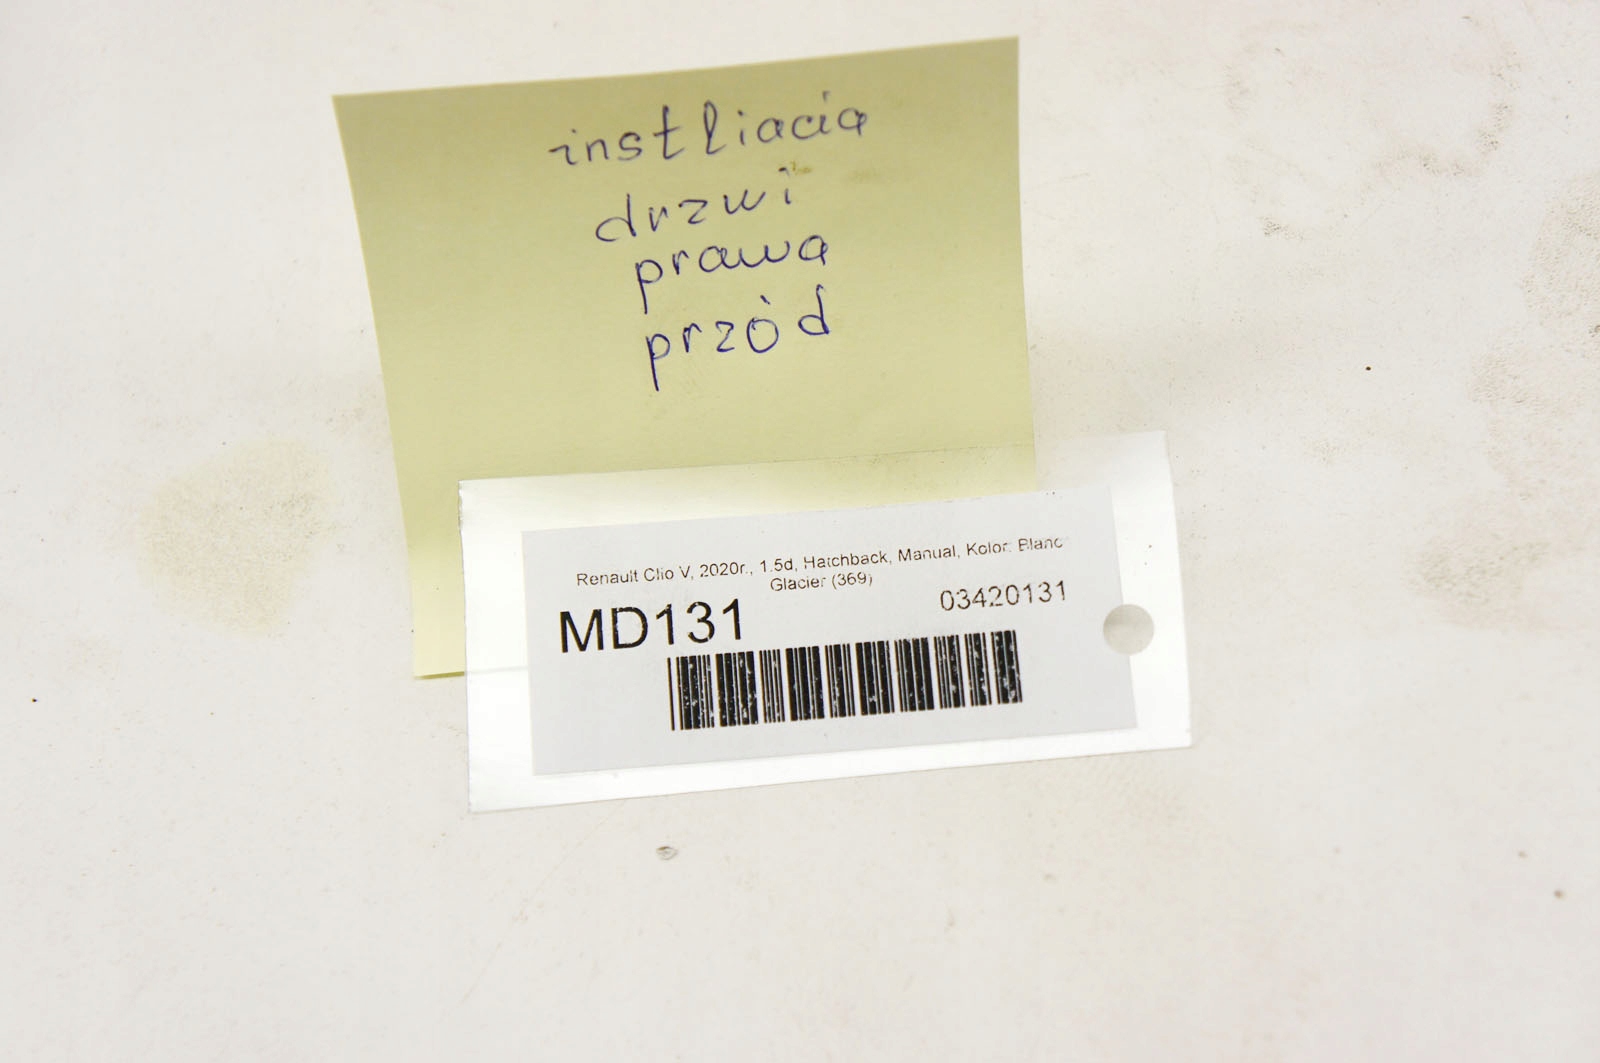 instliacia
drzwi
prawa
przòd
Renault Clio V, 2020r., 1.5d, Hatchback, Manual, Kolor: Blanc
Glacier (369)
MD131
03420131